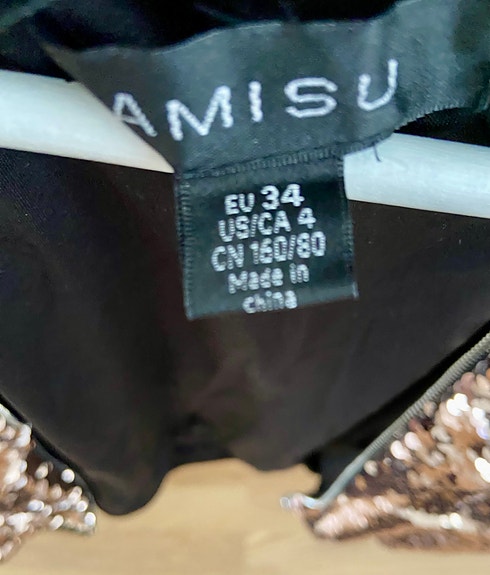 AMISU
EU 34
US/CA 4
CN 160/80
Made in
china